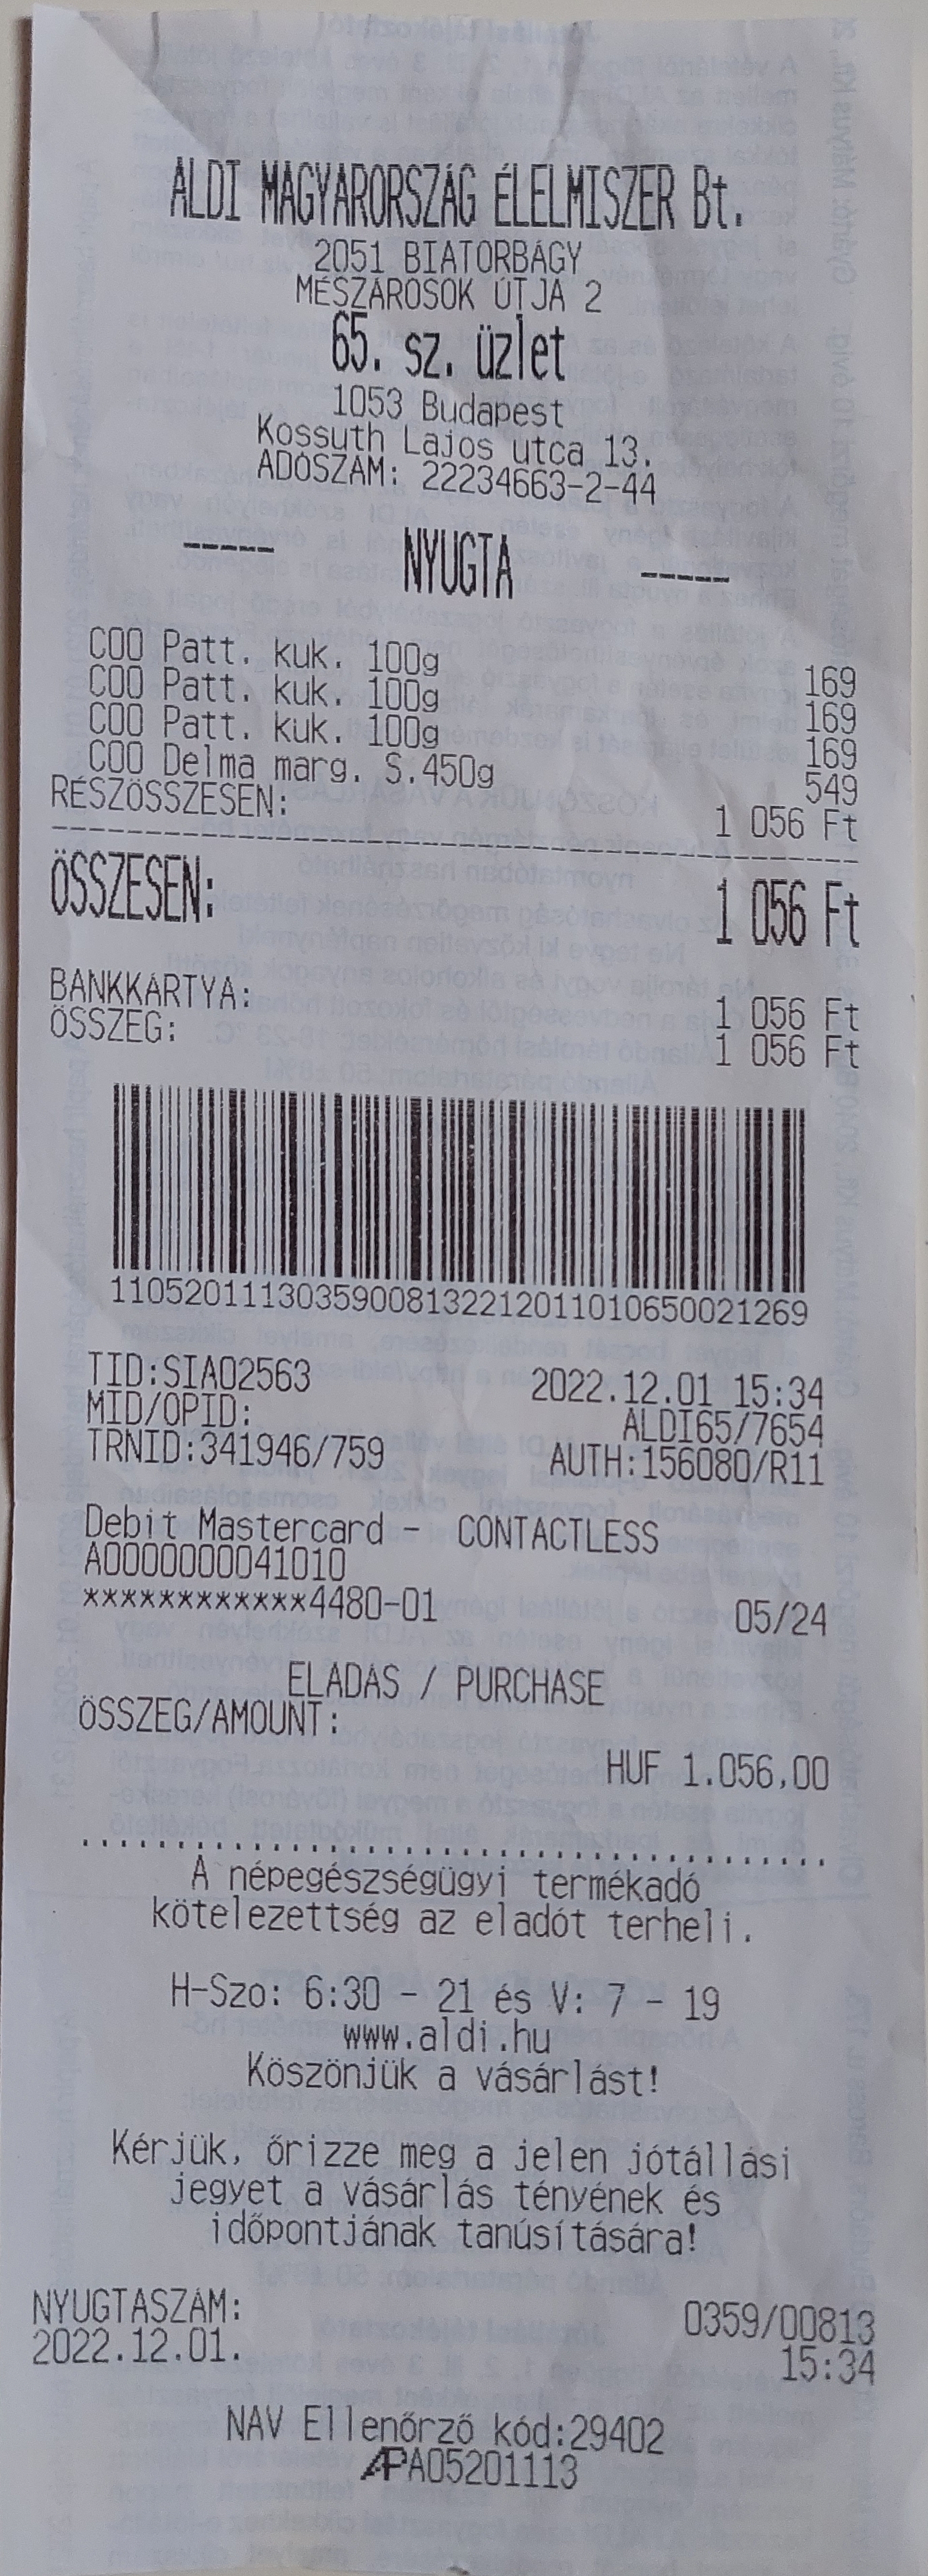 ALDI MAGYARORSZÁG ÉLELMISZER Bt.
2051 BIATORBÁGY
MÉSZÁROSOK ÚTJA 2
65. sz. üzlet
1053 Budapest
Kossuth Lajos utca 13.
ADÓSZÁM: 22234663-2-44
----- NYUGTA -----
C00 Patt. kuk. 100g 169
C00 Patt. kuk. 100g 169
C00 Patt. kuk. 100g 169
C00 Delma marg. S.450g 549
RÉSZÖSSZESEN: 1 056 Ft
ÖSSZESEN: 1 056 Ft
BANKKÁRTYA: 1 056 Ft
ÖSSZEG: 1 056 Ft
11052011130359008132212011010650021269
TID:SIA02563 2022.12.01 15:34
MID/OPID: ALDI65/7654
TRNID:341946/759 AUTH:156080/R11
Debit Mastercard - CONTACTLESS
A0000000041010
************4480-01 05/24
ELADÁS / PURCHASE
ÖSSZEG/AMOUNT:
HUF 1.056,00
A népegészségügyi termékadó
kötelezettség az eladót terheli.
H-Szo: 6:30 - 21 és V: 7 - 19
www.aldi.hu
Köszönjük a vásárlást!
Kérjük, őrizze meg a jelen jótállási
jegyet a vásárlás tényének és
időpontjának tanúsítására!
NYUGTASZÁM: 0359/00813
2022.12.01. 15:34
NAV Ellenőrző kód:29402
APA05201113